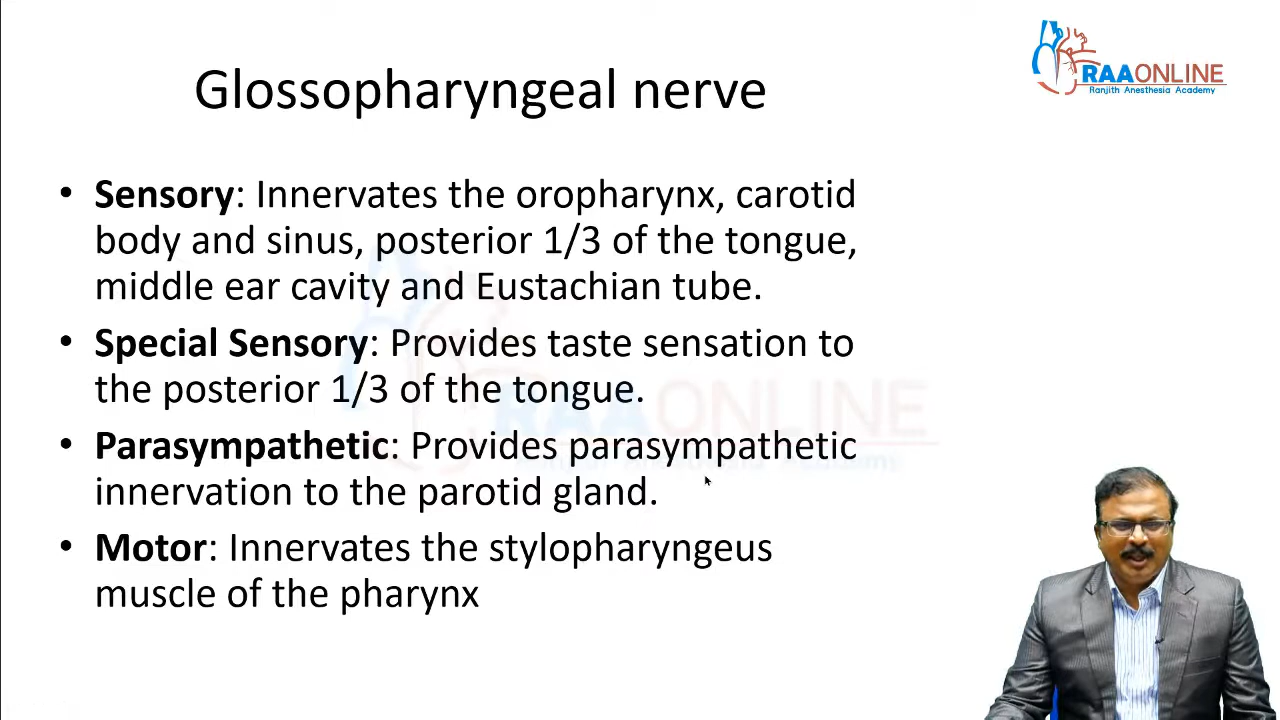 RAAONLINE
Ranjith Anesthesia Academy
Glossopharyngeal nerve
• Sensory: Innervates the oropharynx, carotid
body and sinus, posterior 1/3 of the tongue,
middle ear cavity and Eustachian tube.
• Special Sensory: Provides taste sensation to
the posterior 1/3 of the tongue.
• Parasympathetic: Provides parasympathetic
innervation to the parotid gland.
• Motor: Innervates the stylopharyngeus
muscle of the pharynx
RAAONLINE